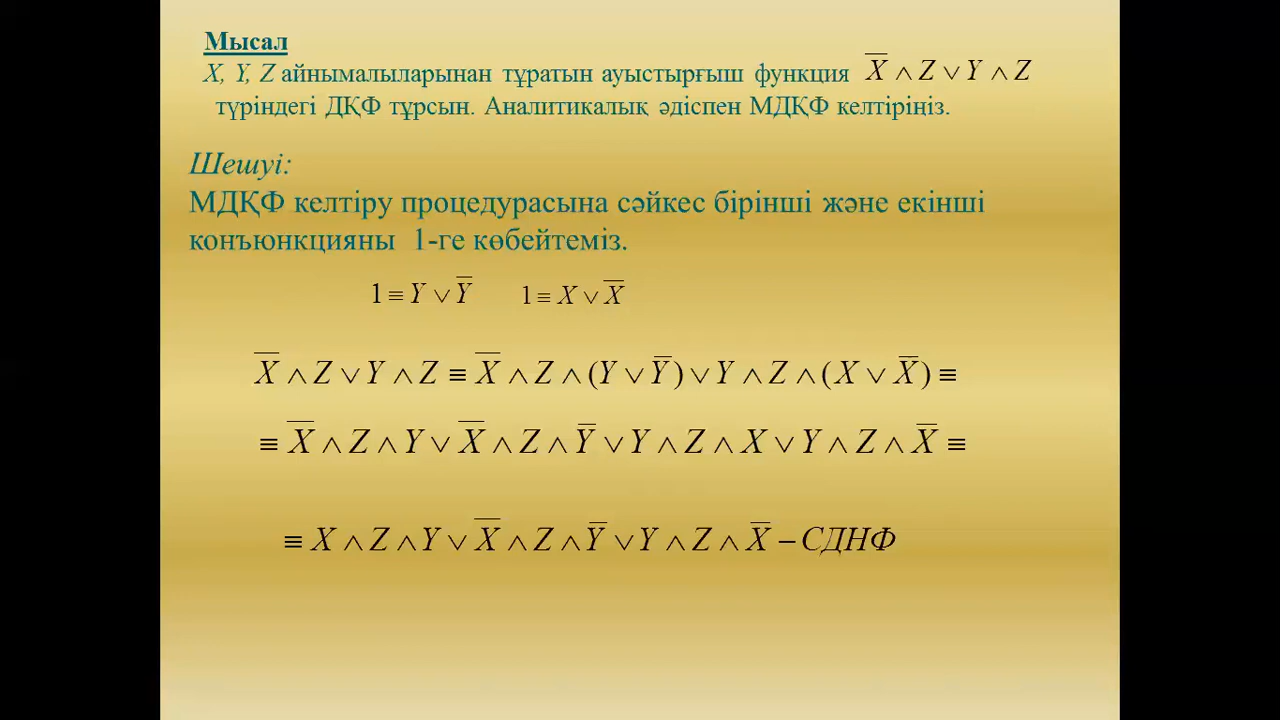 Мысал
X, Y, Z айнымалыларынан тұратын ауыстырғыш функция X̅ ∧ Z ∨ Y ∧ Z
түріндегі ДҚФ тұрсын. Аналитикалық әдіспен МДҚФ келтіріңіз.
Шешуі:
МДҚФ келтіру процедурасына сәйкес бірінші және екінші
конъюнкцияны 1-ге көбейтеміз.
1 ≡ Y ∨ Y̅ 1 ≡ X ∨ X̅
X̅ ∧ Z ∨ Y ∧ Z ≡ X̅ ∧ Z ∧ (Y ∨ Y̅) ∨ Y ∧ Z ∧ (X ∨ X̅) ≡
≡ X̅ ∧ Z ∧ Y ∨ X̅ ∧ Z ∧ Y̅ ∨ Y ∧ Z ∧ X ∨ Y ∧ Z ∧ X̅ ≡
≡ X ∧ Z ∧ Y ∨ X̅ ∧ Z ∧ Y̅ ∨ Y ∧ Z ∧ X̅ − СДНФ